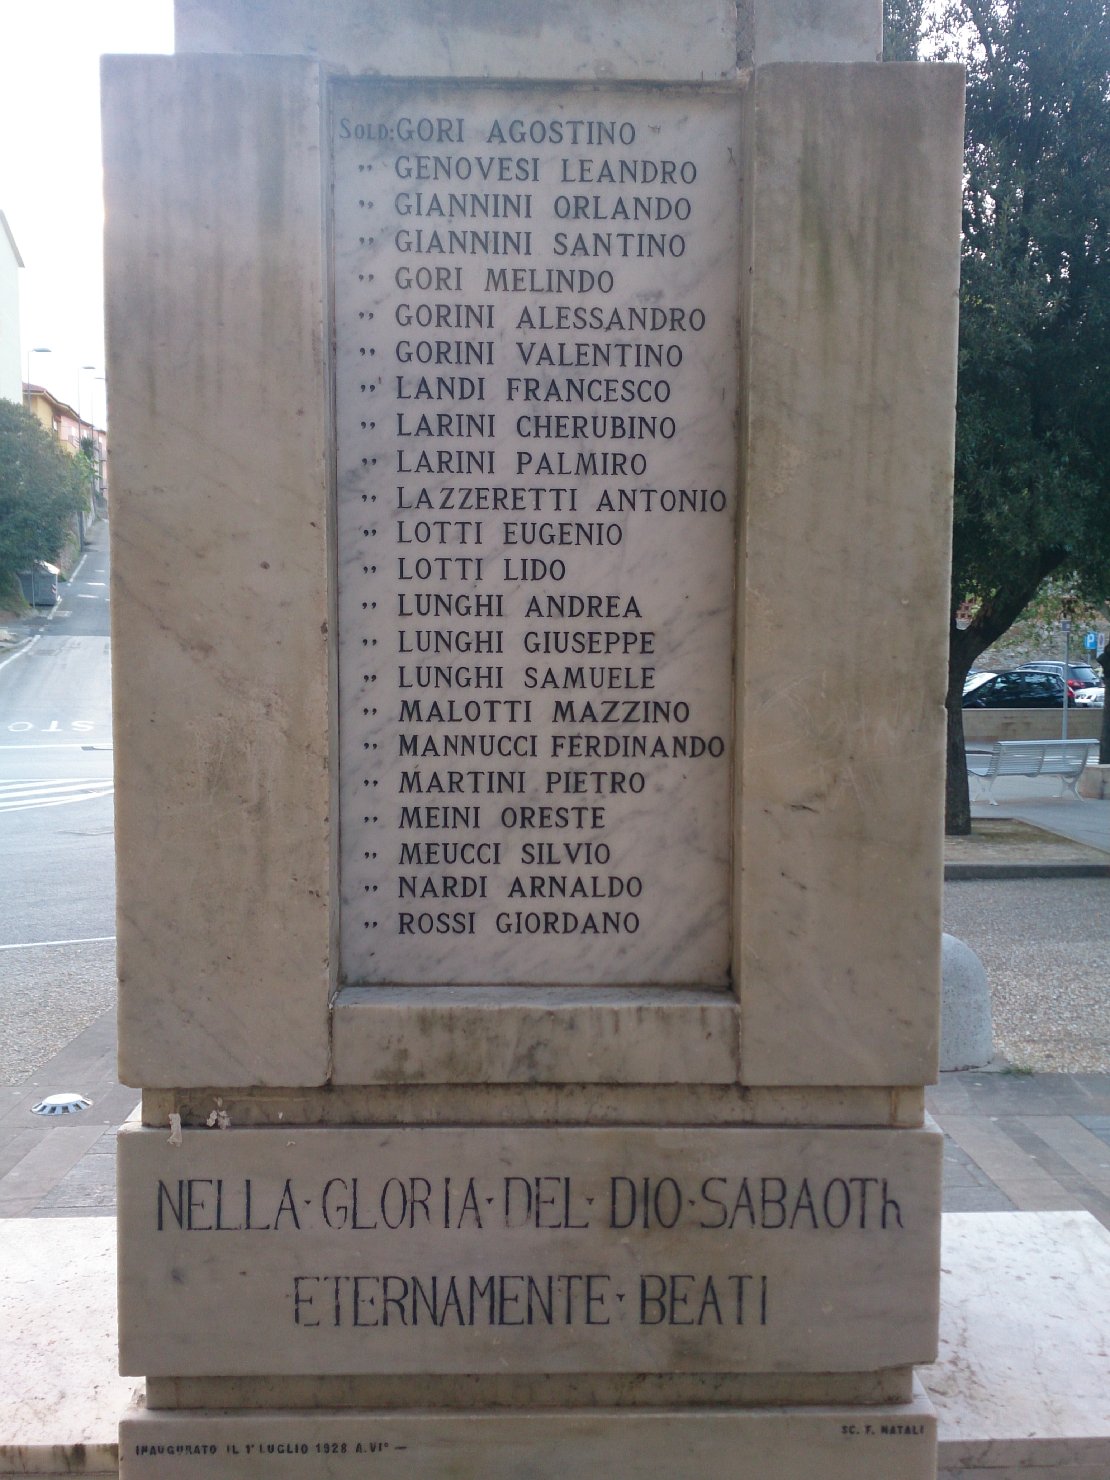 SOLD: GORI AGOSTINO
" GENOVESI LEANDRO
" GIANNINI ORLANDO
" GIANNINI SANTINO
" GORI MELINDO
" GORINI ALESSANDRO
" GORINI VALENTINO
" LANDI FRANCESCO
" LARINI CHERUBINO
" LARINI PALMIRO
" LAZZERETTI ANTONIO
" LOTTI EUGENIO
" LOTTI LIDO
" LUNGHI ANDREA
" LUNGHI GIUSEPPE
" LUNGHI SAMUELE
" MALOTTI MAZZINO
" MANNUCCI FERDINANDO
" MARTINI PIETRO
" MEINI ORESTE
" MEUCCI SILVIO
" NARDI ARNALDO
" ROSSI GIORDANO
NELLA·GLORIA·DEL·DIO·SABAOTh
ETERNAMENTE·BEATI
INAUGURATO IL 1° LUGLIO 1928 A.VI° —
SC. F. NATALI
STO
P